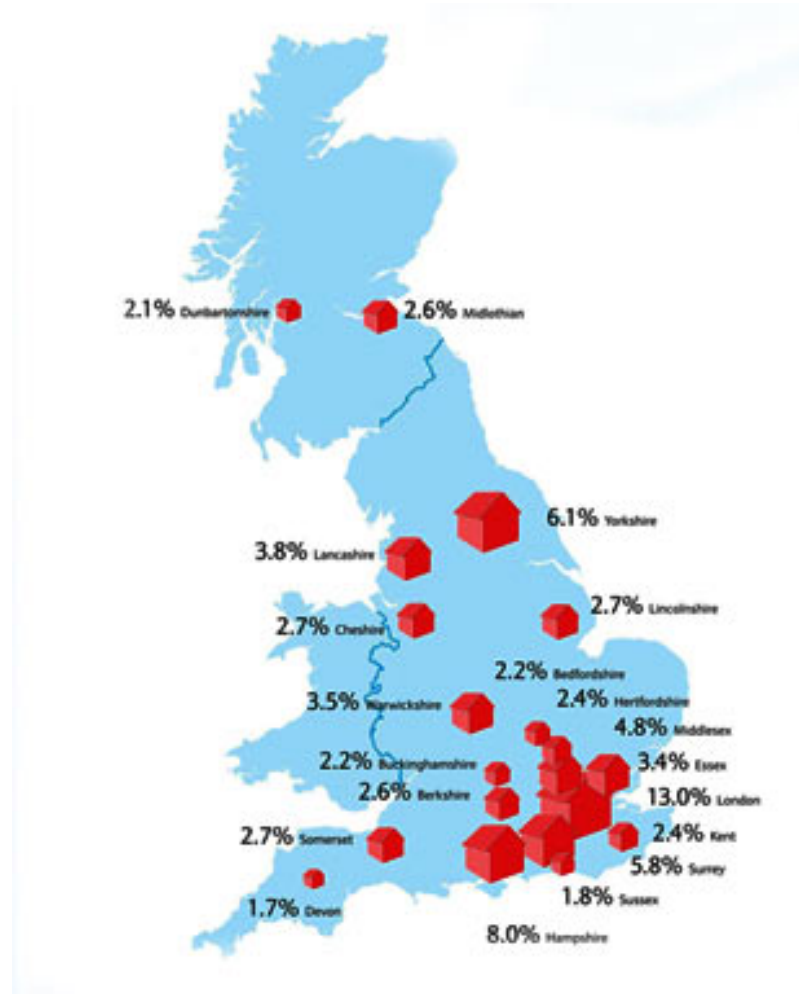 2.1% Dunbartonshire
2.6% Midlothian
6.1% Yorkshire
3.8% Lancashire
2.7% Lincolnshire
2.7% Cheshire
2.2% Bedfordshire
2.4% Hertfordshire
3.5% Warwickshire
4.8% Middlesex
2.2% Buckinghamshire
3.4% Essex
2.6% Berkshire
13.0% London
2.7% Somerset
2.4% Kent
5.8% Surrey
1.8% Sussex
1.7% Devon
8.0% Hampshire